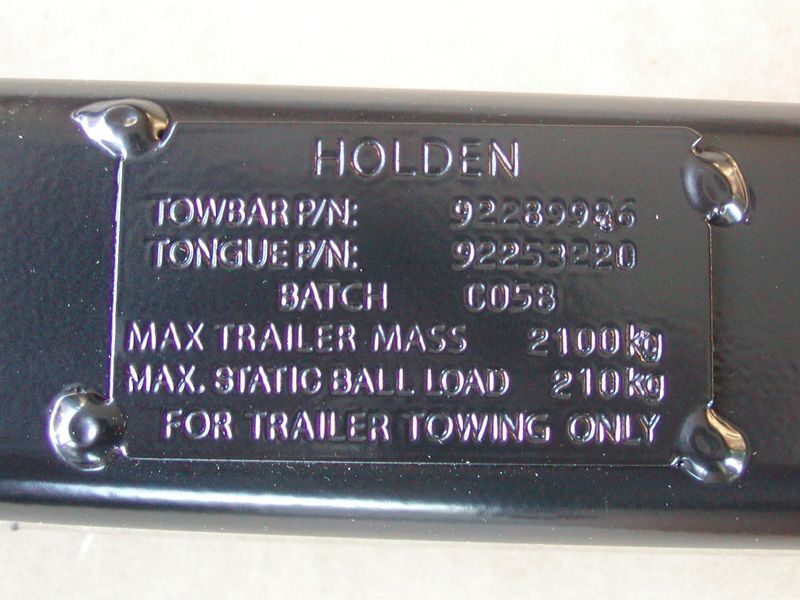 HOLDEN
TOWBAR P/N: 92289986
TONGUE P/N: 92253220
BATCH C058
MAX TRAILER MASS 2100kg
MAX. STATIC BALL LOAD 210kg
FOR TRAILER TOWING ONLY